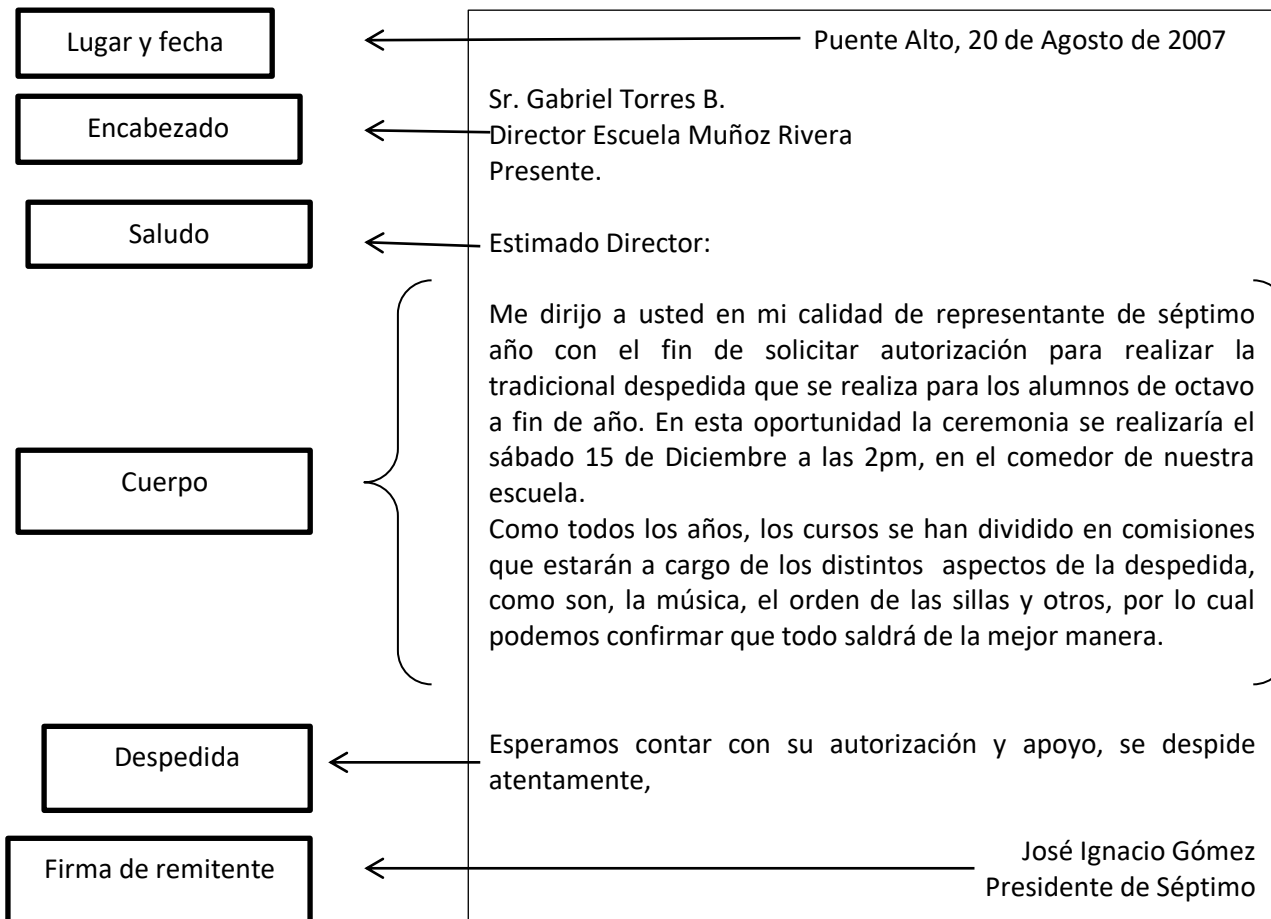 Lugar y fecha
Puente Alto, 20 de Agosto de 2007
Encabezado
Sr. Gabriel Torres B.
Director Escuela Muñoz Rivera
Presente.
Saludo
Estimado Director:
Cuerpo
Me dirijo a usted en mi calidad de representante de séptimo
año con el fin de solicitar autorización para realizar la
tradicional despedida que se realiza para los alumnos de octavo
a fin de año. En esta oportunidad la ceremonia se realizaría el
sábado 15 de Diciembre a las 2pm, en el comedor de nuestra
escuela.
Como todos los años, los cursos se han dividido en comisiones
que estarán a cargo de los distintos aspectos de la despedida,
como son, la música, el orden de las sillas y otros, por lo cual
podemos confirmar que todo saldrá de la mejor manera.
Despedida
Esperamos contar con su autorización y apoyo, se despide
atentamente,
Firma de remitente
José Ignacio Gómez
Presidente de Séptimo